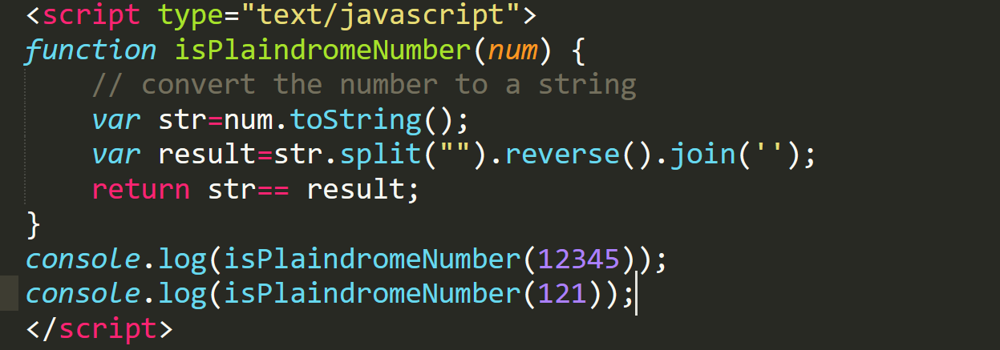 <script type="text/javascript">
function isPlaindromeNumber(num) {
    // convert the number to a string
    var str=num.toString();
    var result=str.split("").reverse().join('');
    return str== result;
}
console.log(isPlaindromeNumber(12345));
console.log(isPlaindromeNumber(121));
</script>